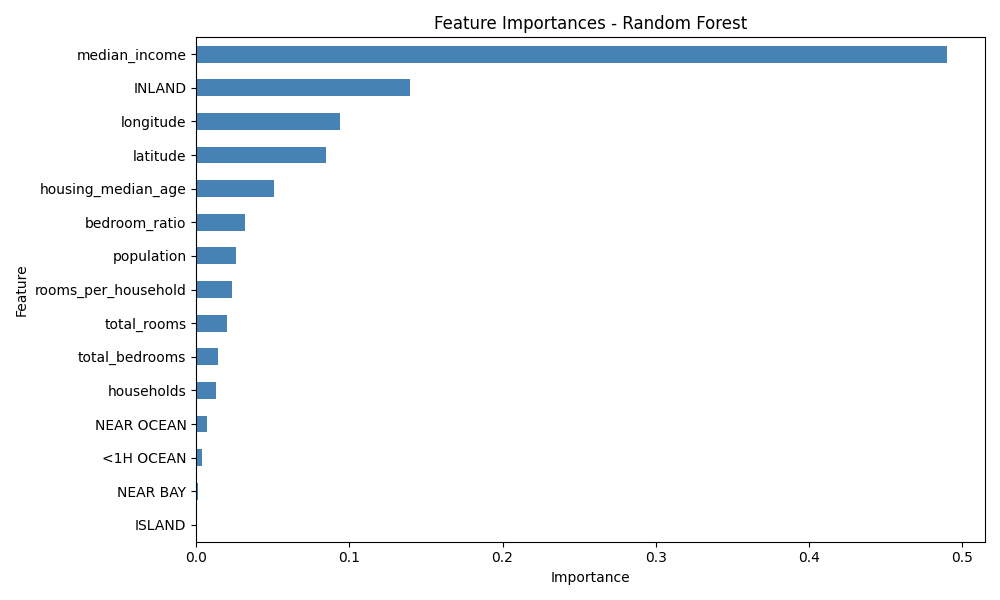 Feature Importances - Random Forest
median_income
INLAND
longitude
latitude
housing_median_age
bedroom_ratio
population
rooms_per_household
total_rooms
total_bedrooms
households
NEAR OCEAN
<1H OCEAN
NEAR BAY
ISLAND
Feature
0.0 0.1 0.2 0.3 0.4 0.5
Importance